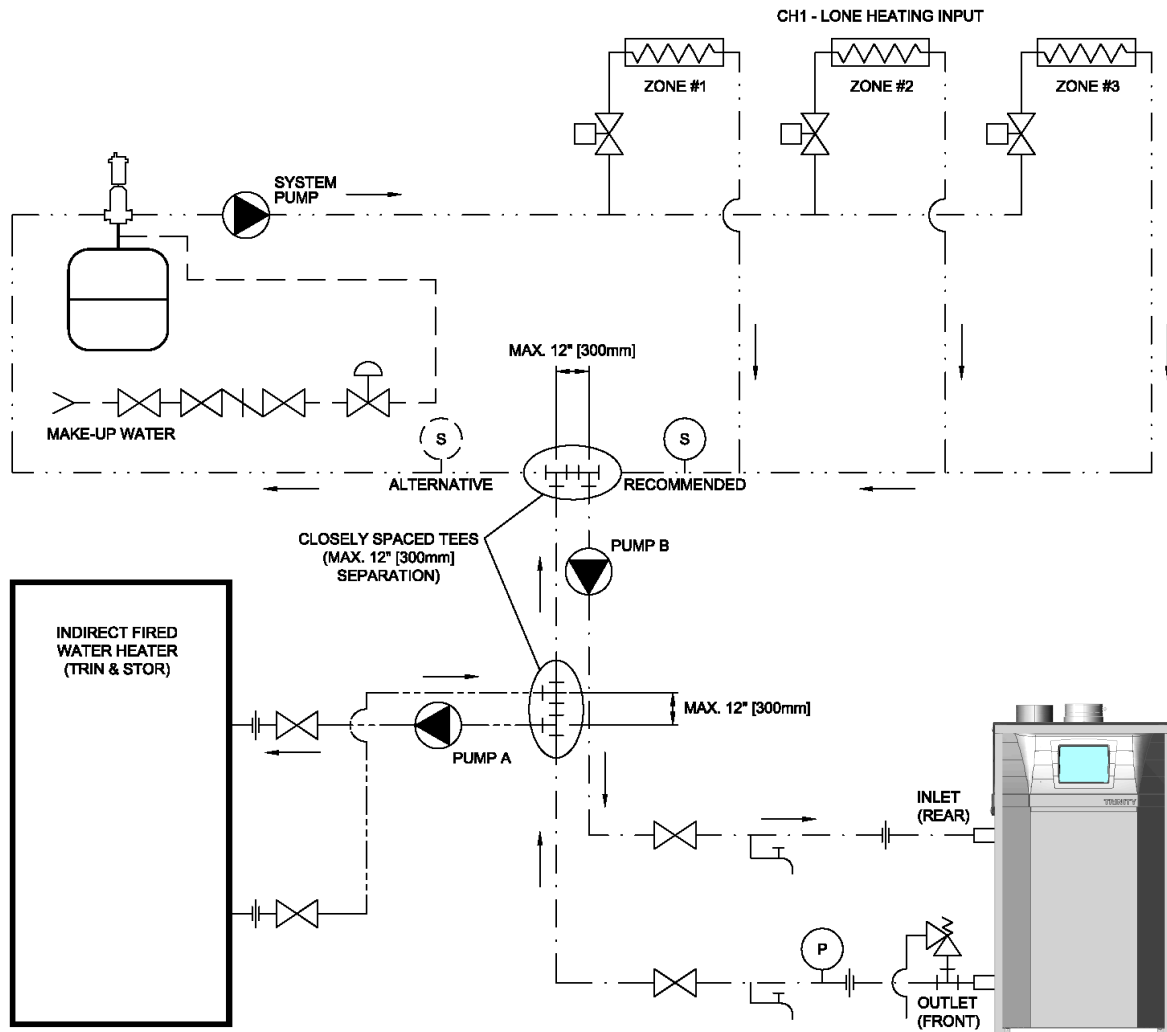 CH1 - LONE HEATING INPUT
ZONE #1
ZONE #2
ZONE #3
SYSTEM
PUMP
MAX. 12" [300mm]
MAKE-UP WATER
S
S
ALTERNATIVE
RECOMMENDED
CLOSELY SPACED TEES
(MAX. 12" [300mm]
SEPARATION)
PUMP B
INDIRECT FIRED
WATER HEATER
(TRIN & STOR)
MAX. 12" [300mm]
PUMP A
INLET
(REAR)
TRINITY
P
OUTLET
(FRONT)